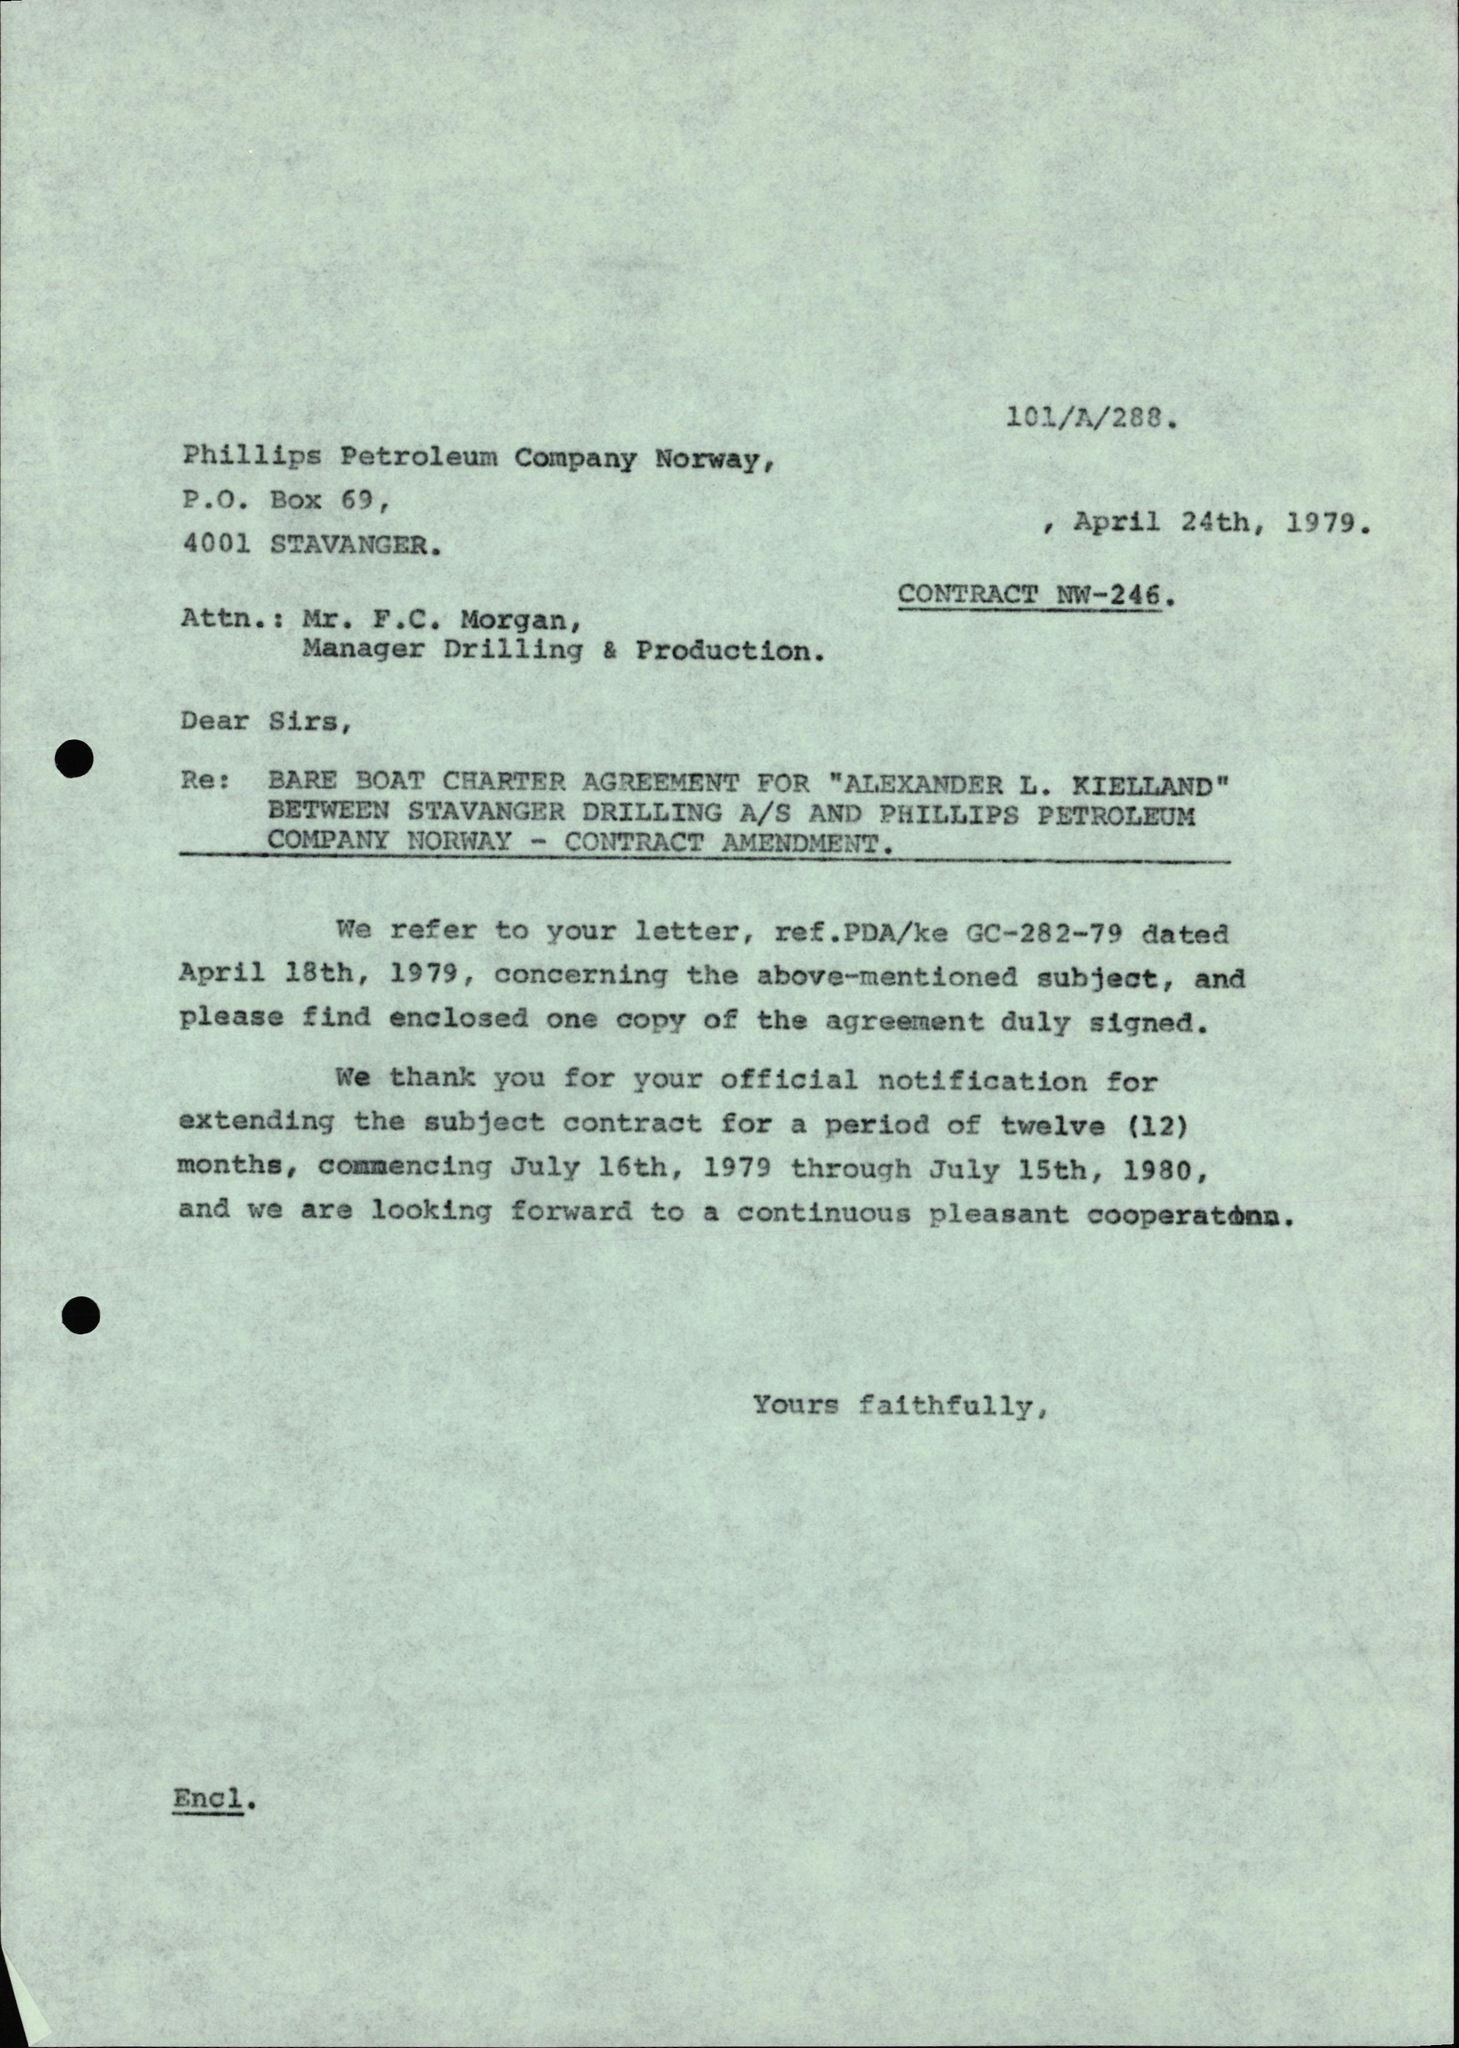 101/A/288.
Phillips Petroleum Company Norway,
P.O. Box 69,
, April 24th, 1979.
4001 STAVANGER.
CONTRACT NW-246.
Attn.: Mr. F.C. Morgan,
Manager Drilling & Production.
Dear Sirs,
Re: BARE BOAT CHARTER AGREEMENT FOR "ALEXANDER L. KIELLAND"
BETWEEN STAVANGER DRILLING A/S AND PHILLIPS PETROLEUM
COMPANY NORWAY - CONTRACT AMENDMENT.
We refer to your letter, ref.PDA/ke GC-282-79 dated
April 18th, 1979, concerning the above-mentioned subject, and
please find enclosed one copy of the agreement duly signed.
We thank you for your official notification for
extending the subject contract for a period of twelve (12)
months, commencing July 16th, 1979 through July 15th, 1980,
and we are looking forward to a continuous pleasant
Yours faithfully,
Encl.